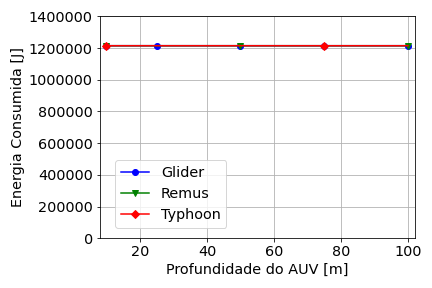 1400000
1200000
1000000
800000
600000
400000
200000
0
Energia Consumida [J]
Glider
Remus
Typhoon
20 40 60 80 100
Profundidade do AUV [m]